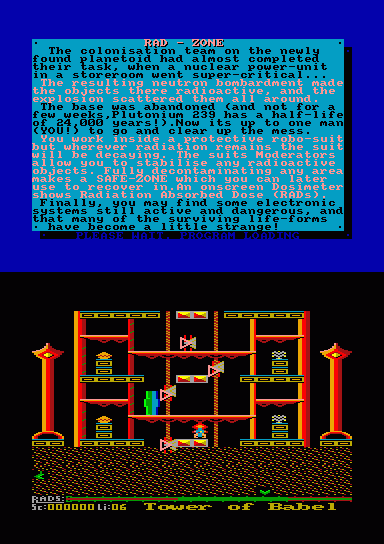 RAD - ZONE
The colonisation team on the newly
found planetoid had almost completed
their task, when a nuclear power-unit
in a storeroom went super-critical...
The resulting neutron bombardment made
the objects there radioactive, and the
explosion scattered them all around.
The base was abandoned (and not for a
few weeks,Plutonium 239 has a half-life
of 24,000 years!).Now its up to one man
(YOU!) to go and clear up the mess.
You work inside a protective robo-suit
but wherever radiation remains the suit
will be decaying. The suits Moderators
allow you to stabilise any radioactive
objects. Fully decontaminating any area
makes a SAFE-ZONE which you can later
use to recover in.An onscreen Dosimeter
shows Radiation Absorbed Dose (RADs).
Finally, you may find some electronic
systems still active and dangerous, and
that many of the surviving life-forms
have become a little strange!
PLEASE WAIT, PROGRAM LOADING
RADS:
Sc:000000 Li:06 Tower of Babel